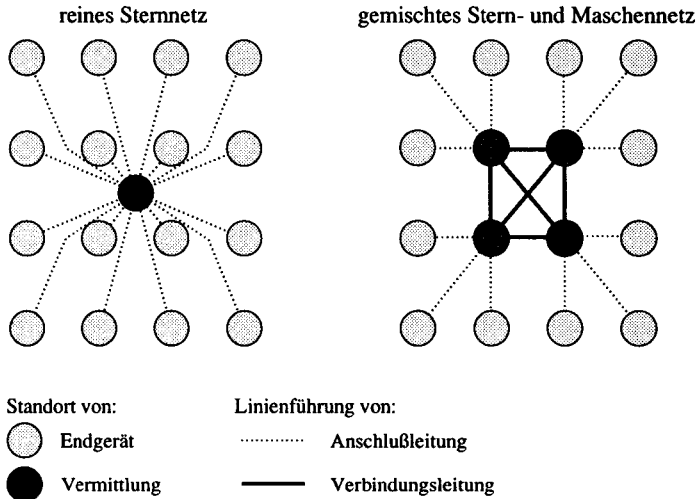 reines Sternnetz
gemischtes Stern- und Maschennetz
Standort von:
Linienführung von:
Endgerät
Anschlußleitung
Vermittlung
Verbindungsleitung